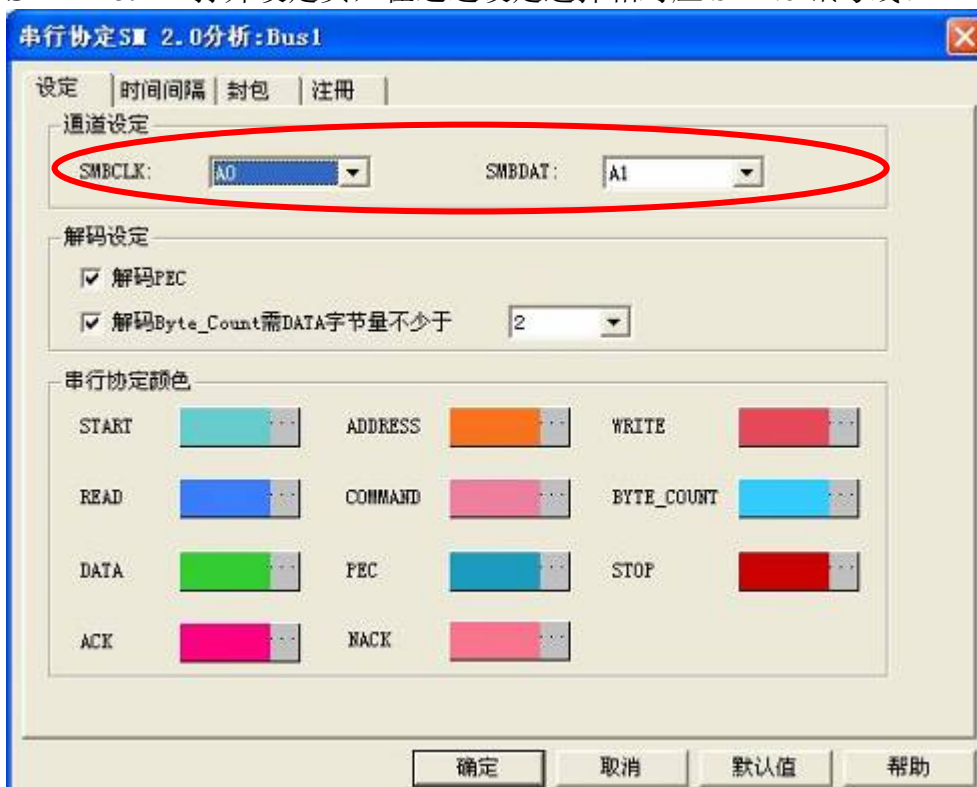 串行协定SM 2.0分析:Bus1
设定 时间间隔 封包 注册
通道设定
SMBCLK: A0 SMBDAT: A1
解码设定
解码PEC
解码Byte_Count需DATA字节量不少于 2
串行协定颜色
START ... ADDRESS ... WRITE ...
READ ... COMMAND ... BYTE_COUNT ...
DATA ... PEC ... STOP ...
ACK ... NACK ...
确定 取消 默认值 帮助